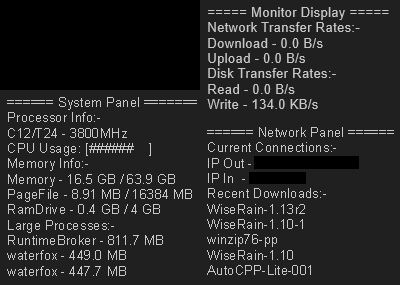 ===== Monitor Display =====
Network Transfer Rates:-
Download - 0.0 B/s
Upload - 0.0 B/s
Disk Transfer Rates:-
Read - 0.0 B/s
Write - 134.0 KB/s
====== System Panel =======
Processor Info:-
C12/T24 - 3800MHz
CPU Usage: [###### ]
Memory Info:-
Memory - 16.5 GB / 63.9 GB
PageFile - 8.91 MB / 16384 MB
RamDrive - 0.4 GB / 4 GB
Large Processes:-
RuntimeBroker - 811.7 MB
waterfox - 449.0 MB
waterfox - 447.7 MB
====== Network Panel ======
Current Connections:-
IP Out -
IP In -
Recent Downloads:-
WiseRain-1.13r2
WiseRain-1.10-1
winzip76-pp
WiseRain-1.10
AutoCPP-Lite-001